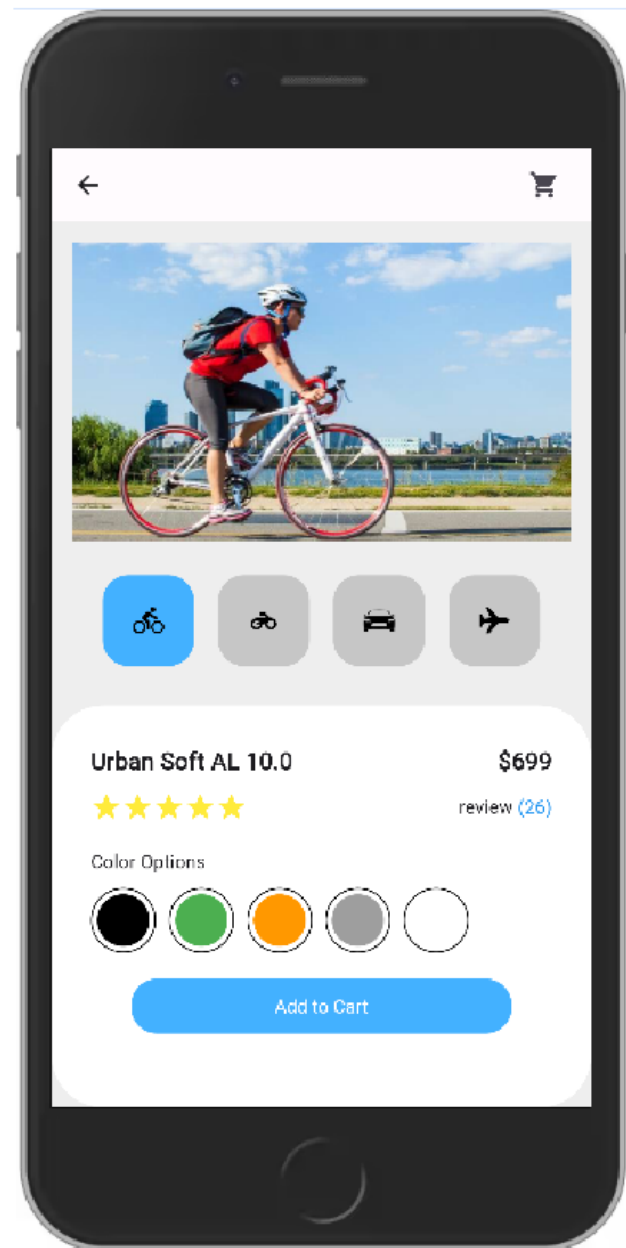 Urban Soft AL 10.0
$699
review (26)
Color Options
Add to Cart